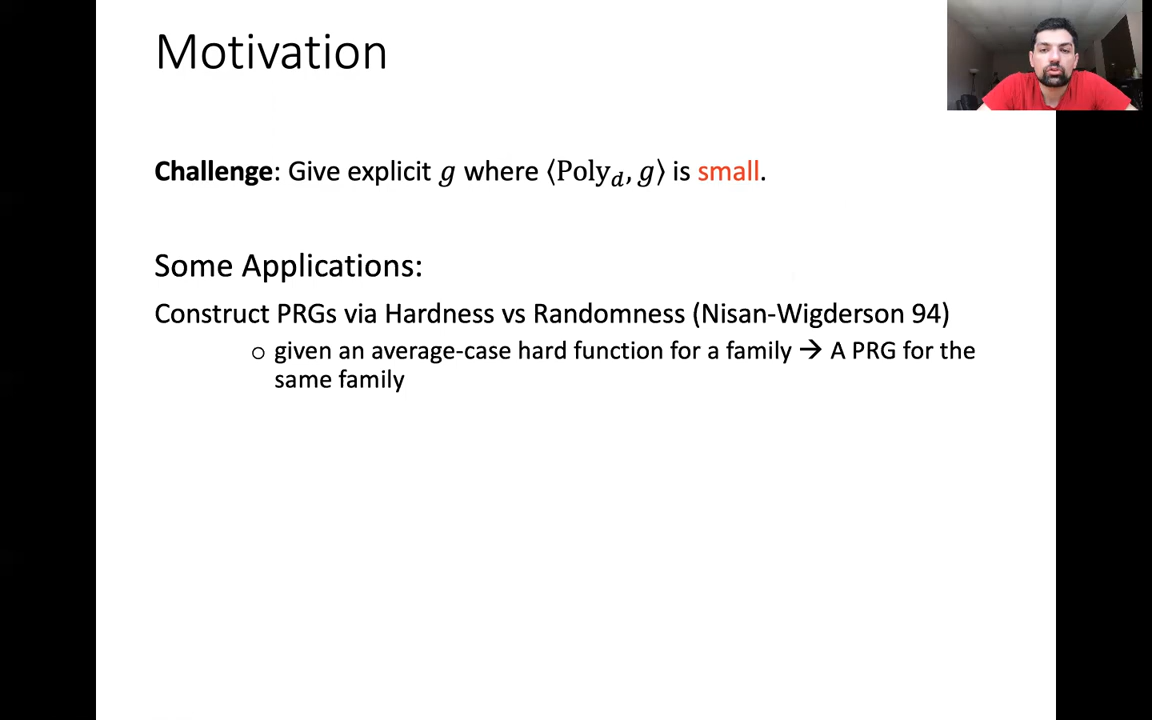 Motivation
Challenge: Give explicit g where ⟨Poly_d, g⟩ is small.
Some Applications:
Construct PRGs via Hardness vs Randomness (Nisan-Wigderson 94)
o given an average-case hard function for a family → A PRG for the
same family